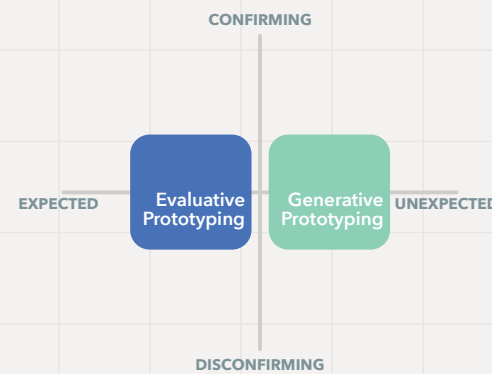 CONFIRMING
EXPECTED
Evaluative
Prototyping
Generative
Prototyping
UNEXPECTED
DISCONFIRMING